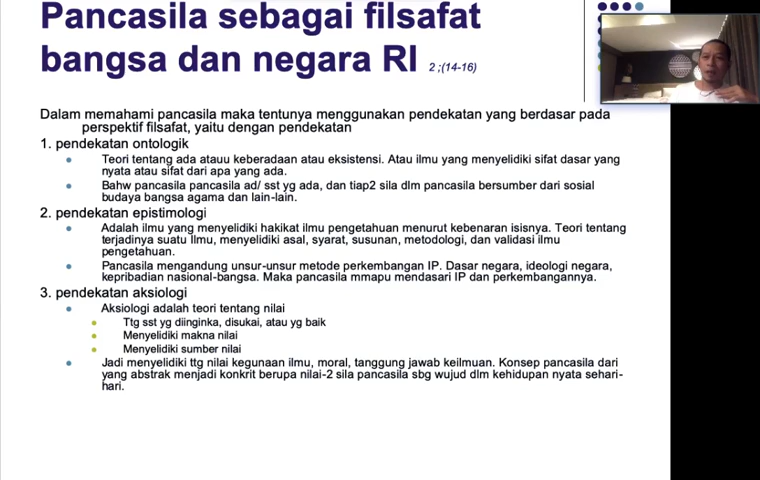 Pancasila sebagai filsafat
bangsa dan negara RI 2 ;(14-16)
Dalam memahami pancasila maka tentunya menggunakan pendekatan yang berdasar pada
perspektif filsafat, yaitu dengan pendekatan
1. pendekatan ontologik
Teori tentang ada atauu keberadaan atau eksistensi. Atau ilmu yang menyelidiki sifat dasar yang
nyata atau sifat dari apa yang ada.
Bahw pancasila pancasila ad/ sst yg ada, dan tiap2 sila dlm pancasila bersumber dari sosial
budaya bangsa agama dan lain-lain.
2. pendekatan epistimologi
Adalah ilmu yang menyelidiki hakikat ilmu pengetahuan menurut kebenaran isisnya. Teori tentang
terjadinya suatu Ilmu, menyelidiki asal, syarat, susunan, metodologi, dan validasi ilmu
pengetahuan.
Pancasila mengandung unsur-unsur metode perkembangan IP. Dasar negara, ideologi negara,
kepribadian nasional-bangsa. Maka pancasila mmapu mendasari IP dan perkembangannya.
3. pendekatan aksiologi
Aksiologi adalah teori tentang nilai
Ttg sst yg diinginka, disukai, atau yg baik
Menyelidiki makna nilai
Menyelidiki sumber nilai
Jadi menyelidiki ttg nilai kegunaan ilmu, moral, tanggung jawab keilmuan. Konsep pancasila dari
yang abstrak menjadi konkrit berupa nilai-2 sila pancasila sbg wujud dlm kehidupan nyata sehari-
hari.